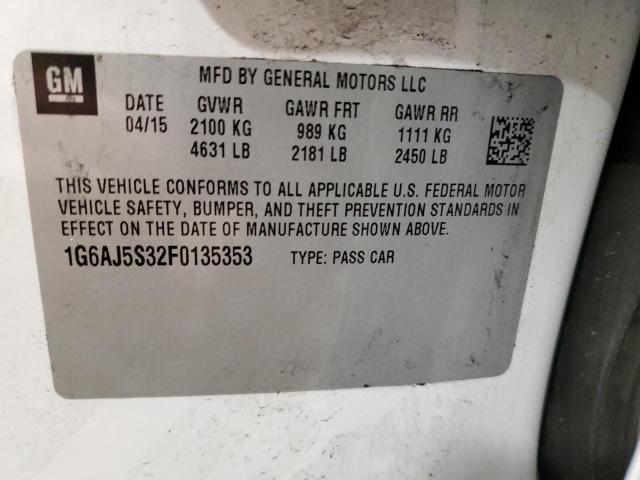 GM
MFD BY GENERAL MOTORS LLC
DATE GVWR GAWR FRT GAWR RR
04/15 2100 KG 989 KG 1111 KG
4631 LB 2181 LB 2450 LB
THIS VEHICLE CONFORMS TO ALL APPLICABLE U.S. FEDERAL MOTOR
VEHICLE SAFETY, BUMPER, AND THEFT PREVENTION STANDARDS IN
EFFECT ON THE DATE OF MANUFACTURE SHOWN ABOVE.
1G6AJ5S32F0135353 TYPE: PASS CAR